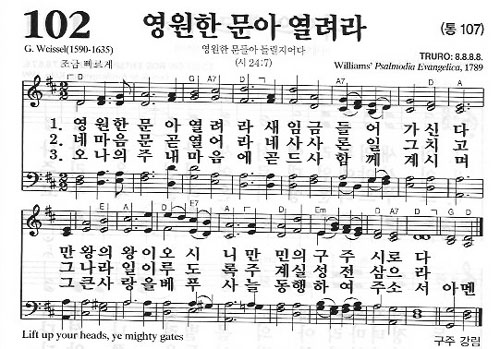 102 영원한 문아 열려라 (통 107)
G. Weissel(1590-1635) 영원한 문들아 들릴지어다 TRURO: 8.8.8.8.
조금 빠르게 (시 24:7) Williams' Psalmodia Evangelica, 1789
D G A7 D A
1. 영원한 문아 열려라 새 임금 들어 가신다
2. 네 마음 문 곧 열어라 네 사사론 일 그치고
3. 오 나의 주 내 마음에 곧 드사 함께 계시며
D A E A D Em D A7 D G D
만 왕의 왕이 오시니 만민의 구주시로다
그 나라 일 이루도록 주 계실 성전 삼으라
그 큰 사랑을 베푸사 늘 동행하여 주소서 아멘
Lift up your heads, ye mighty gates 구주 강림